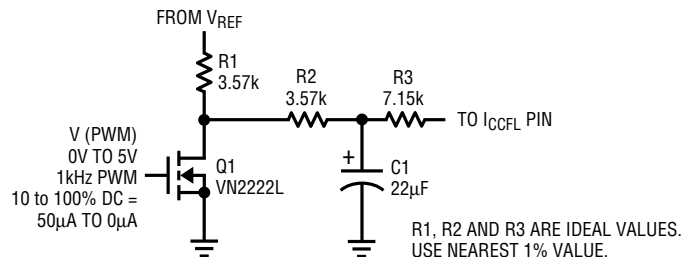 FROM VREF
R1
3.57k
R2
3.57k
R3
7.15k
TO ICCFL PIN
V (PWM)
0V TO 5V
1kHz PWM
10 to 100% DC =
50µA TO 0µA
Q1
VN2222L
+
C1
22µF
R1, R2 AND R3 ARE IDEAL VALUES.
USE NEAREST 1% VALUE.